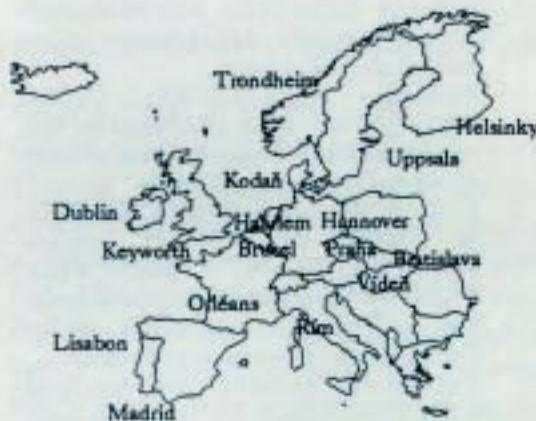 Trondheim
Helsinky
Uppsala
Kodaň
Dublin
Haarlem Hannover
Keyworth Brusel Praha Bratislava
Vídeň
Orléans
Řím
Lisabon
Madrid